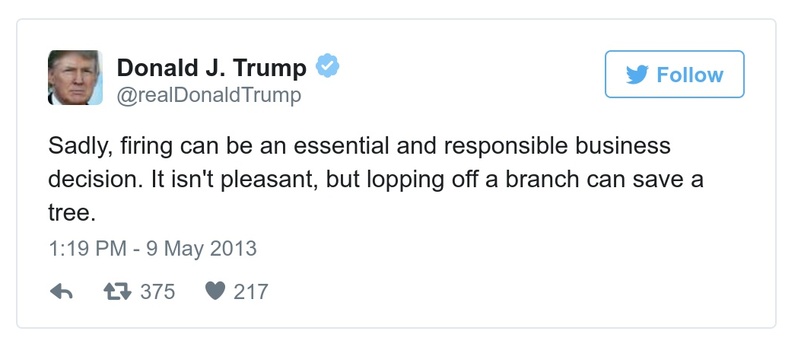 Donald J. Trump
@realDonaldTrump
Follow
Sadly, firing can be an essential and responsible business
decision. It isn't pleasant, but lopping off a branch can save a
tree.
1:19 PM - 9 May 2013
375 217